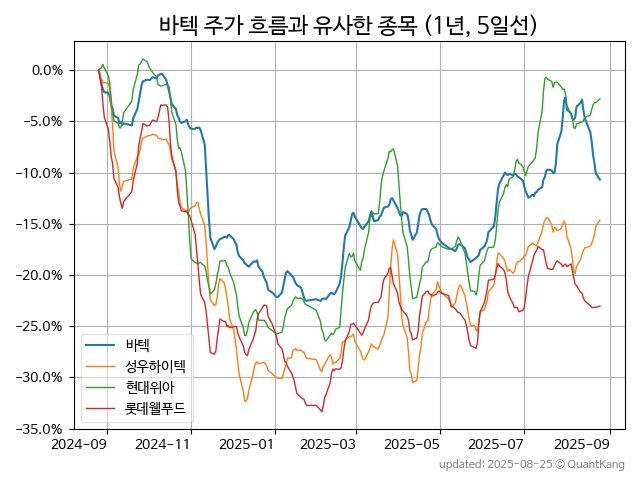 바텍 주가 흐름과 유사한 종목 (1년, 5일선)
0.0%
-5.0%
-10.0%
-15.0%
-20.0%
-25.0%
-30.0%
-35.0%
바텍
성우하이텍
현대위아
롯데웰푸드
2024-09 2024-11 2025-01 2025-03 2025-05 2025-07 2025-09
updated: 2025-08-25 © QuantKang